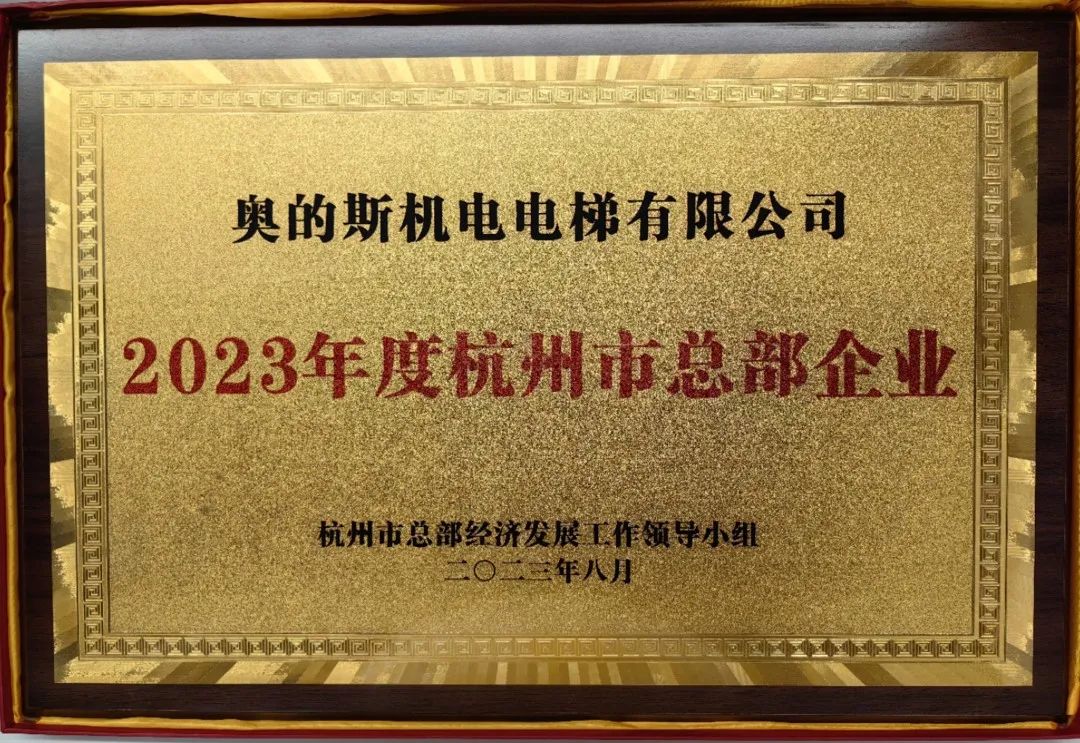 奥的斯机电电梯有限公司
2023年度杭州市总部企业
杭州市总部经济发展工作领导小组
二〇二三年八月